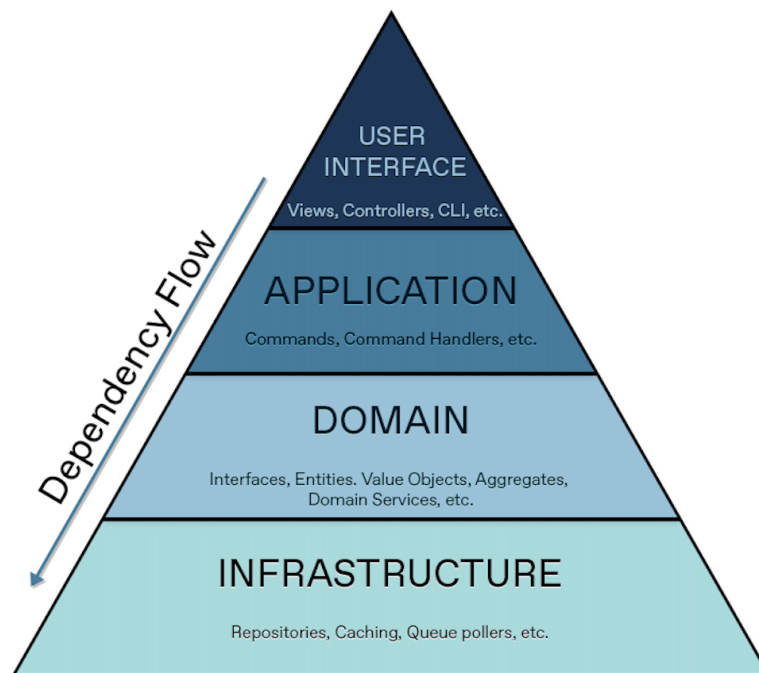 USER
INTERFACE
Views, Controllers, CLI, etc.
Dependency Flow
APPLICATION
Commands, Command Handlers, etc.
DOMAIN
Interfaces, Entities. Value Objects, Aggregates,
Domain Services, etc.
INFRASTRUCTURE
Repositories, Caching, Queue pollers, etc.